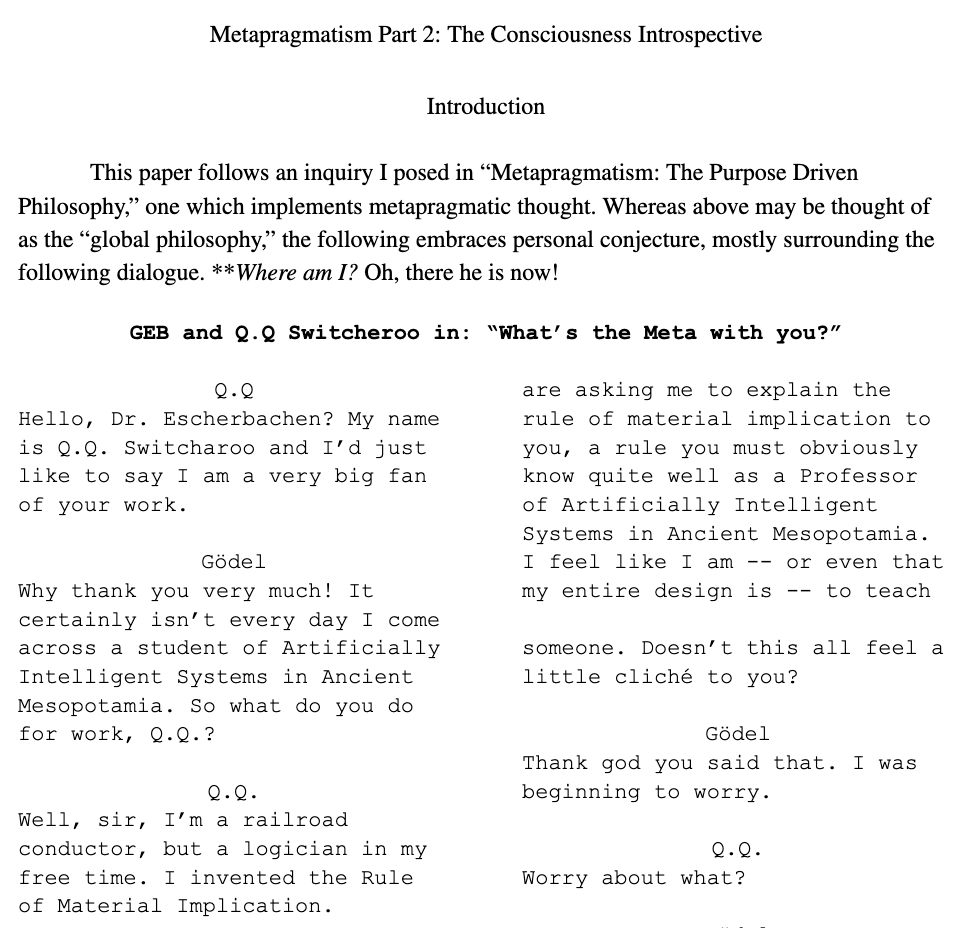 Metapragmatism Part 2: The Consciousness Introspective
Introduction
This paper follows an inquiry I posed in “Metapragmatism: The Purpose Driven
Philosophy,” one which implements metapragmatic thought. Whereas above may be thought of
as the “global philosophy,” the following embraces personal conjecture, mostly surrounding the
following dialogue. **Where am I? Oh, there he is now!
GEB and Q.Q Switcheroo in: “What’s the Meta with you?”
Q.Q
Hello, Dr. Escherbachen? My name
is Q.Q. Switcharoo and I’d just
like to say I am a very big fan
of your work.
Gödel
Why thank you very much! It
certainly isn’t every day I come
across a student of Artificially
Intelligent Systems in Ancient
Mesopotamia. So what do you do
for work, Q.Q.?
Q.Q.
Well, sir, I’m a railroad
conductor, but a logician in my
free time. I invented the Rule
of Material Implication.
are asking me to explain the
rule of material implication to
you, a rule you must obviously
know quite well as a Professor
of Artificially Intelligent
Systems in Ancient Mesopotamia.
I feel like I am -- or even that
my entire design is -- to teach
someone. Doesn’t this all feel a
little cliché to you?
Gödel
Thank god you said that. I was
beginning to worry.
Q.Q.
Worry about what?